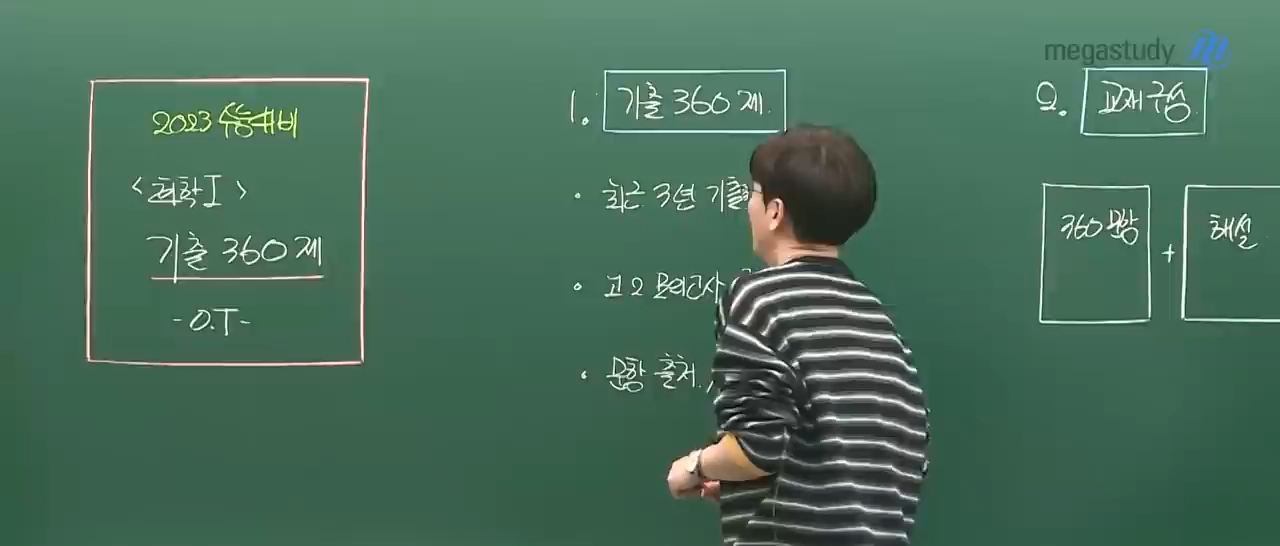 megastudy
2023 수능대비
<화학I>
기출 360제
-O.T-
1. 기출 360제.
· 최근 3년 기출
· 고2 모의고사
· 문항 출처,
2. 교재구성
360문항 + 해설